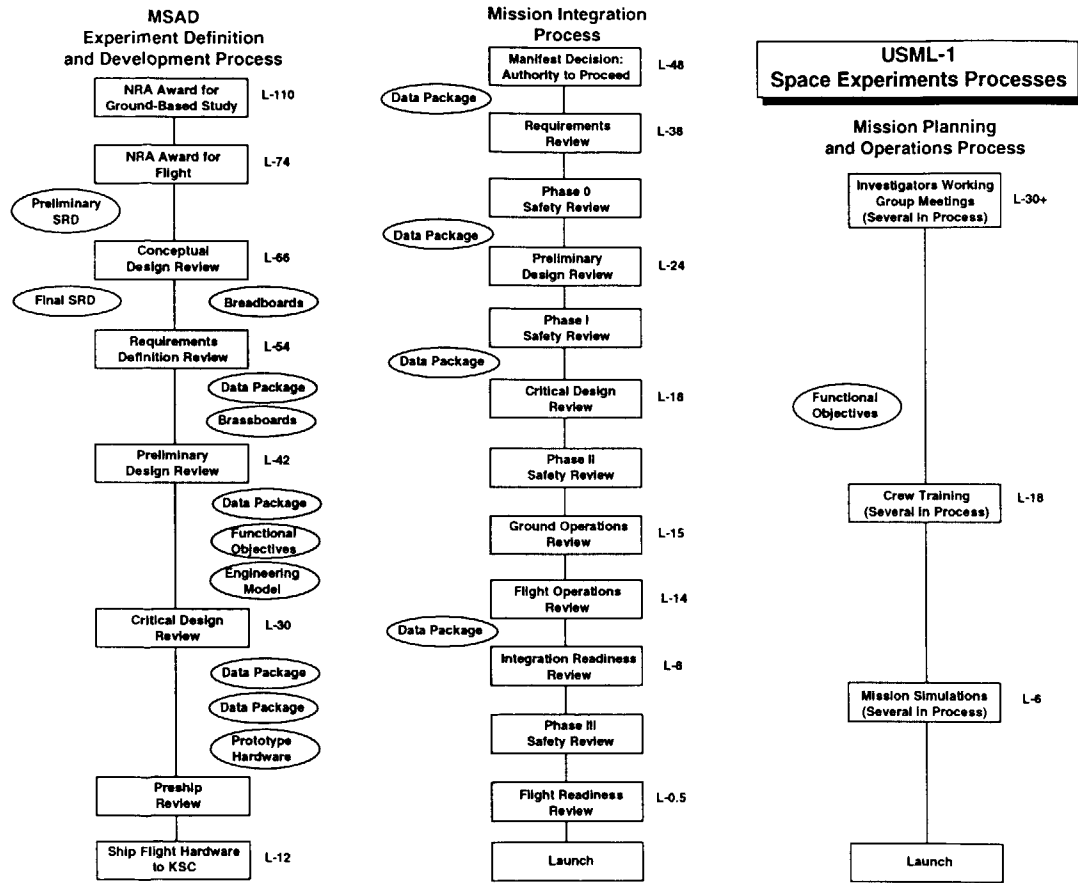 MSAD
Experiment Definition
and Development Process
NRA Award for
Ground-Based Study
L-110
NRA Award for
Flight
L-74
Preliminary
SRD
Conceptual
Design Review
L-66
Final SRD
Breadboards
Requirements
Definition Review
L-54
Data Package
Brassboards
Preliminary
Design Review
L-42
Data Package
Functional
Objectives
Engineering
Model
Critical Design
Review
L-30
Data Package
Data Package
Prototype
Hardware
Preship
Review
Ship Flight Hardware
to KSC
L-12
Mission Integration
Process
Manifest Decision:
Authority to Proceed
L-48
Data Package
Requirements
Review
L-38
Phase 0
Safety Review
Data Package
Preliminary
Design Review
L-24
Phase I
Safety Review
Data Package
Critical Design
Review
L-18
Phase II
Safety Review
Ground Operations
Review
L-15
Flight Operations
Review
L-14
Data Package
Integration Readiness
Review
L-8
Phase III
Safety Review
Flight Readiness
Review
L-0.5
Launch
USML-1
Space Experiments Processes
Mission Planning
and Operations Process
Investigators Working
Group Meetings
(Several in Process)
L-30+
Functional
Objectives
Crew Training
(Several in Process)
L-18
Mission Simulations
(Several in Process)
L-6
Launch